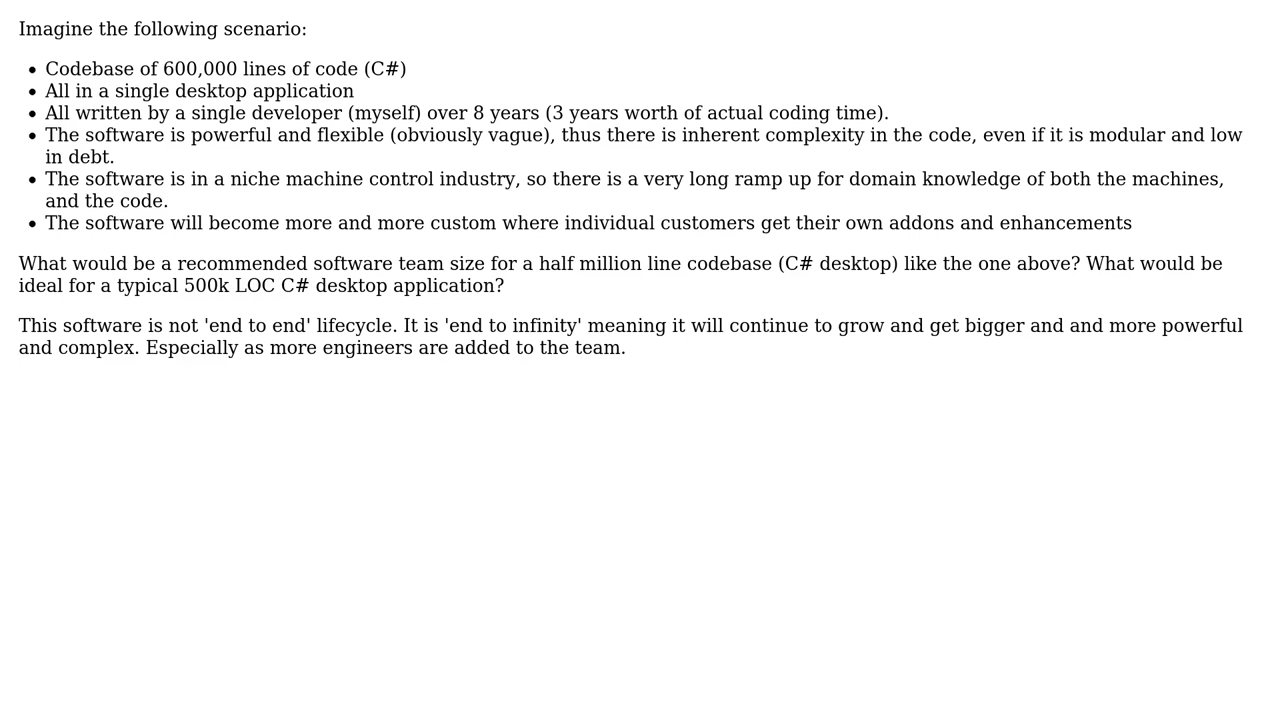 Imagine the following scenario:
• Codebase of 600,000 lines of code (C#)
• All in a single desktop application
• All written by a single developer (myself) over 8 years (3 years worth of actual coding time).
• The software is powerful and flexible (obviously vague), thus there is inherent complexity in the code, even if it is modular and low
in debt.
• The software is in a niche machine control industry, so there is a very long ramp up for domain knowledge of both the machines,
and the code.
• The software will become more and more custom where individual customers get their own addons and enhancements
What would be a recommended software team size for a half million line codebase (C# desktop) like the one above? What would be
ideal for a typical 500k LOC C# desktop application?
This software is not 'end to end' lifecycle. It is 'end to infinity' meaning it will continue to grow and get bigger and and more powerful
and complex. Especially as more engineers are added to the team.